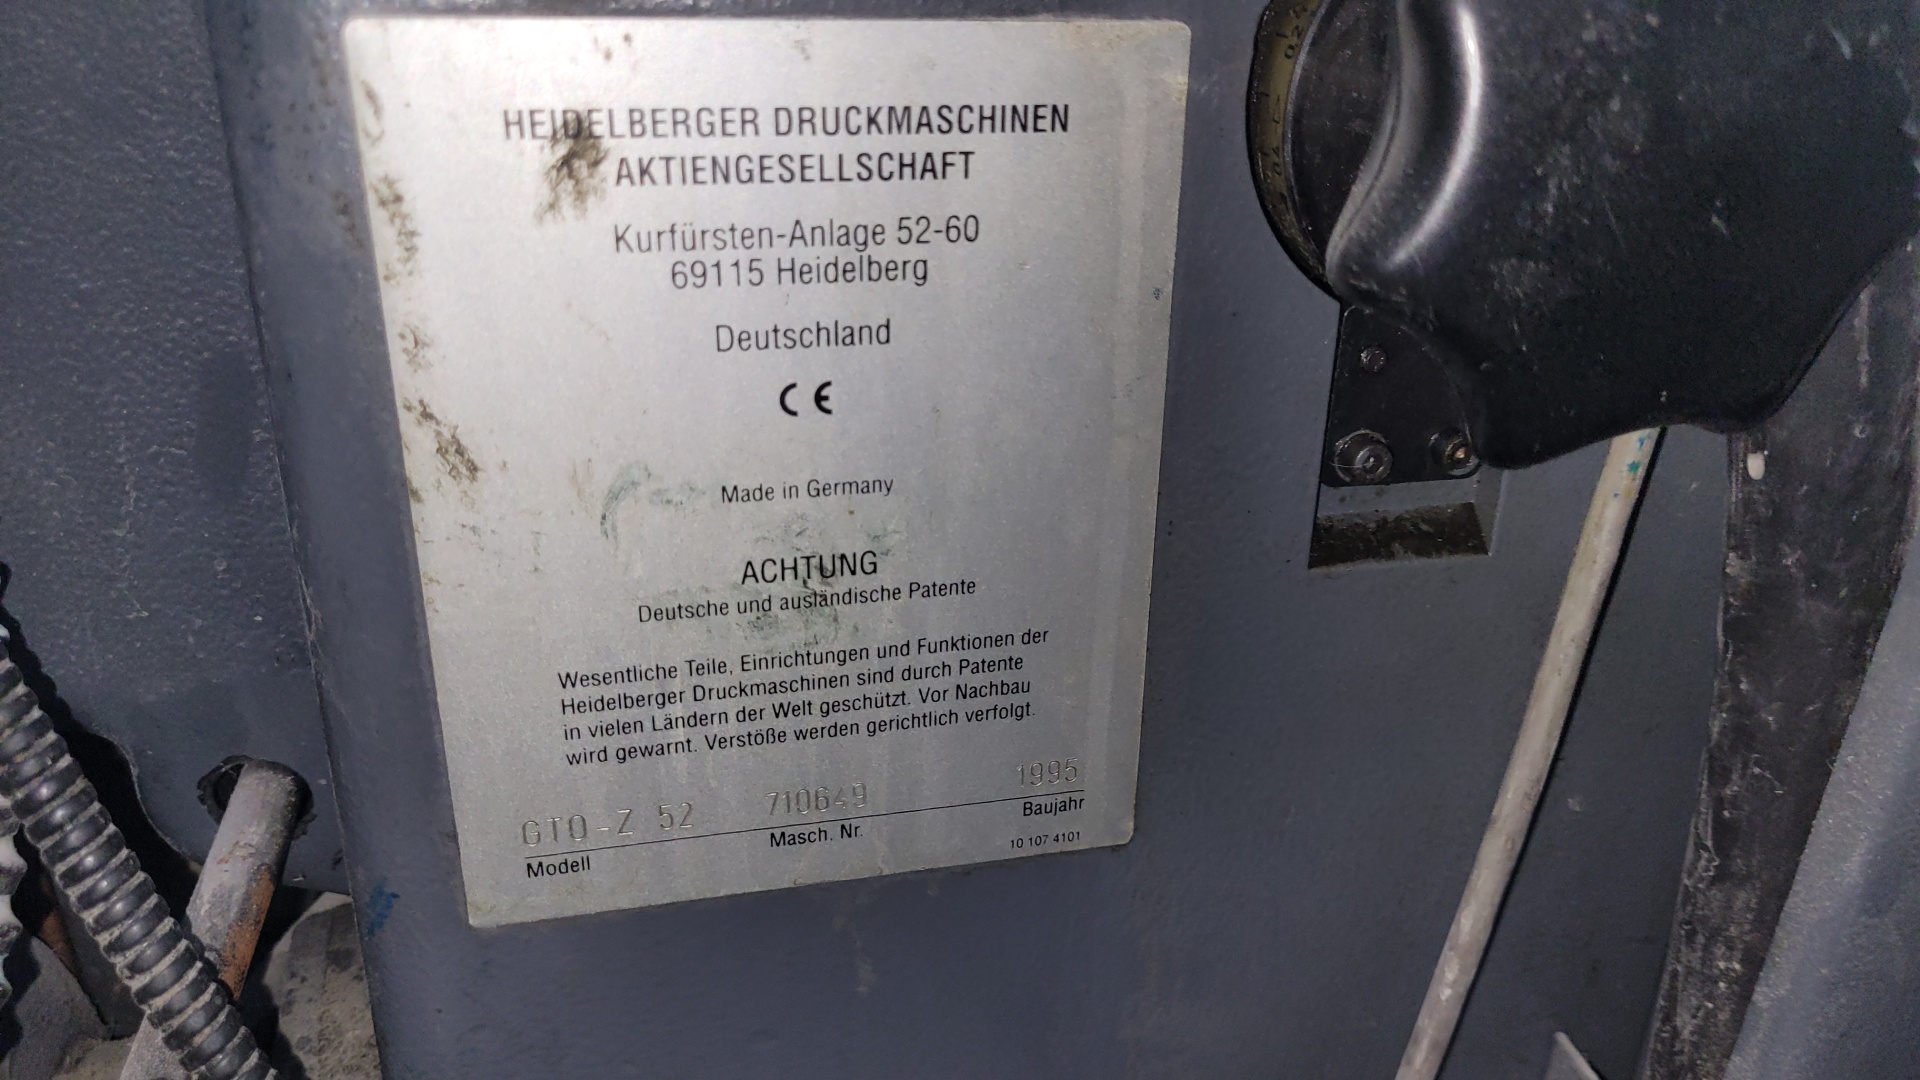 HEIDELBERGER DRUCKMASCHINEN
AKTIENGESELLSCHAFT
Kurfürsten-Anlage 52-60
69115 Heidelberg
Deutschland
CE
Made in Germany
ACHTUNG
Deutsche und ausländische Patente
Wesentliche Teile, Einrichtungen und Funktionen der
Heidelberger Druckmaschinen sind durch Patente
in vielen Ländern der Welt geschützt. Vor Nachbau
wird gewarnt. Verstöße werden gerichtlich verfolgt.
GTO-Z 52 710649 1995
Modell Masch. Nr. Baujahr
10 107 4101